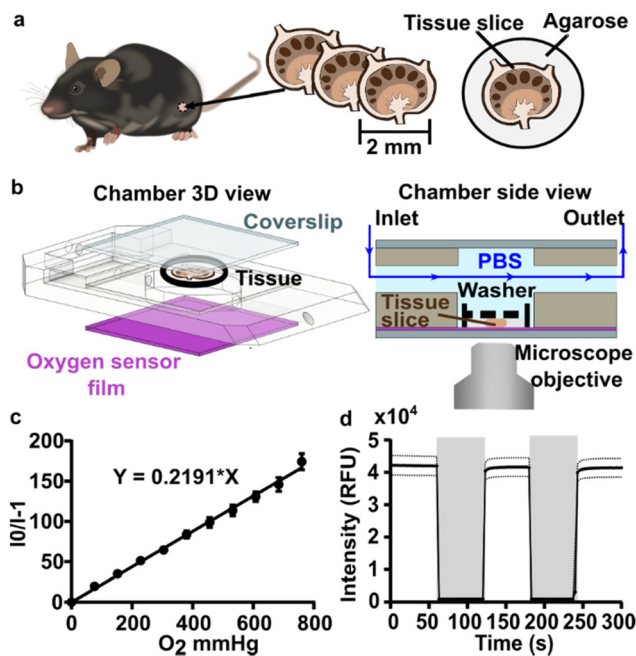 a
Tissue slice
Agarose
2 mm
b
Chamber 3D view
Coverslip
Tissue
Oxygen sensor
film
Chamber side view
Inlet
Outlet
PBS
Washer
Tissue
slice
Microscope
objective
c
I0/I-1
200
150
100
50
0
Y = 0.2191*X
0
200
400
600
800
O2 mmHg
d
x10⁴
Intensity (RFU)
5
4
3
2
1
0
0
50
100
150
200
250
300
Time (s)